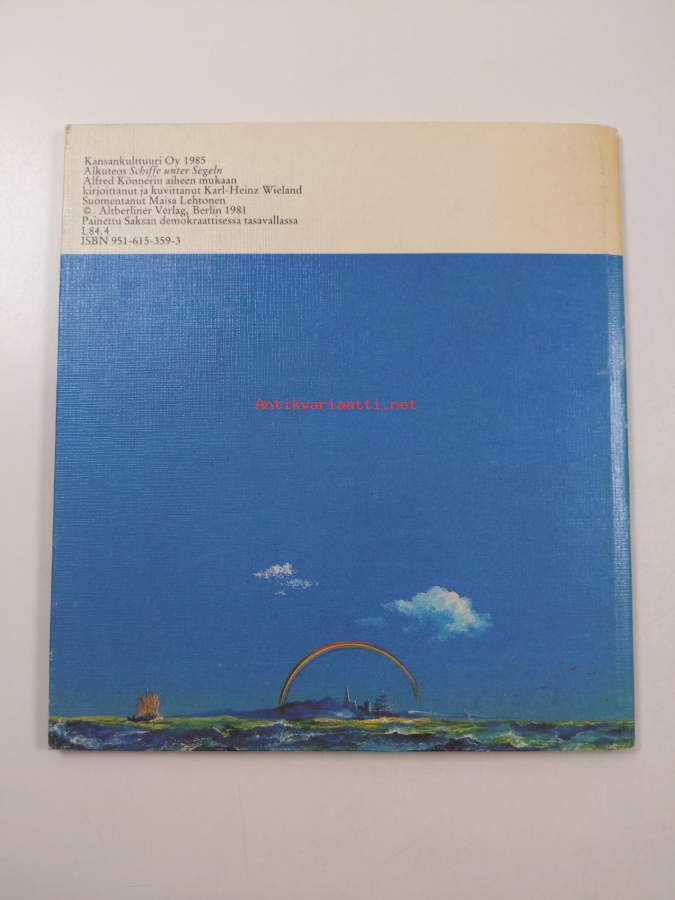 Kansankulttuuri Oy 1985
Alkuteos Schiffe unter Segeln
Alfred Könnerin aiheen mukaan
kirjoittanut ja kuvittanut Karl-Heinz Wieland
Suomentanut Maisa Lehtonen
© Altberliner Verlag, Berlin 1981
Painettu Saksan demokraattisessa tasavallassa
L84.4
ISBN 951-615-359-3
Antikvariaatti.net